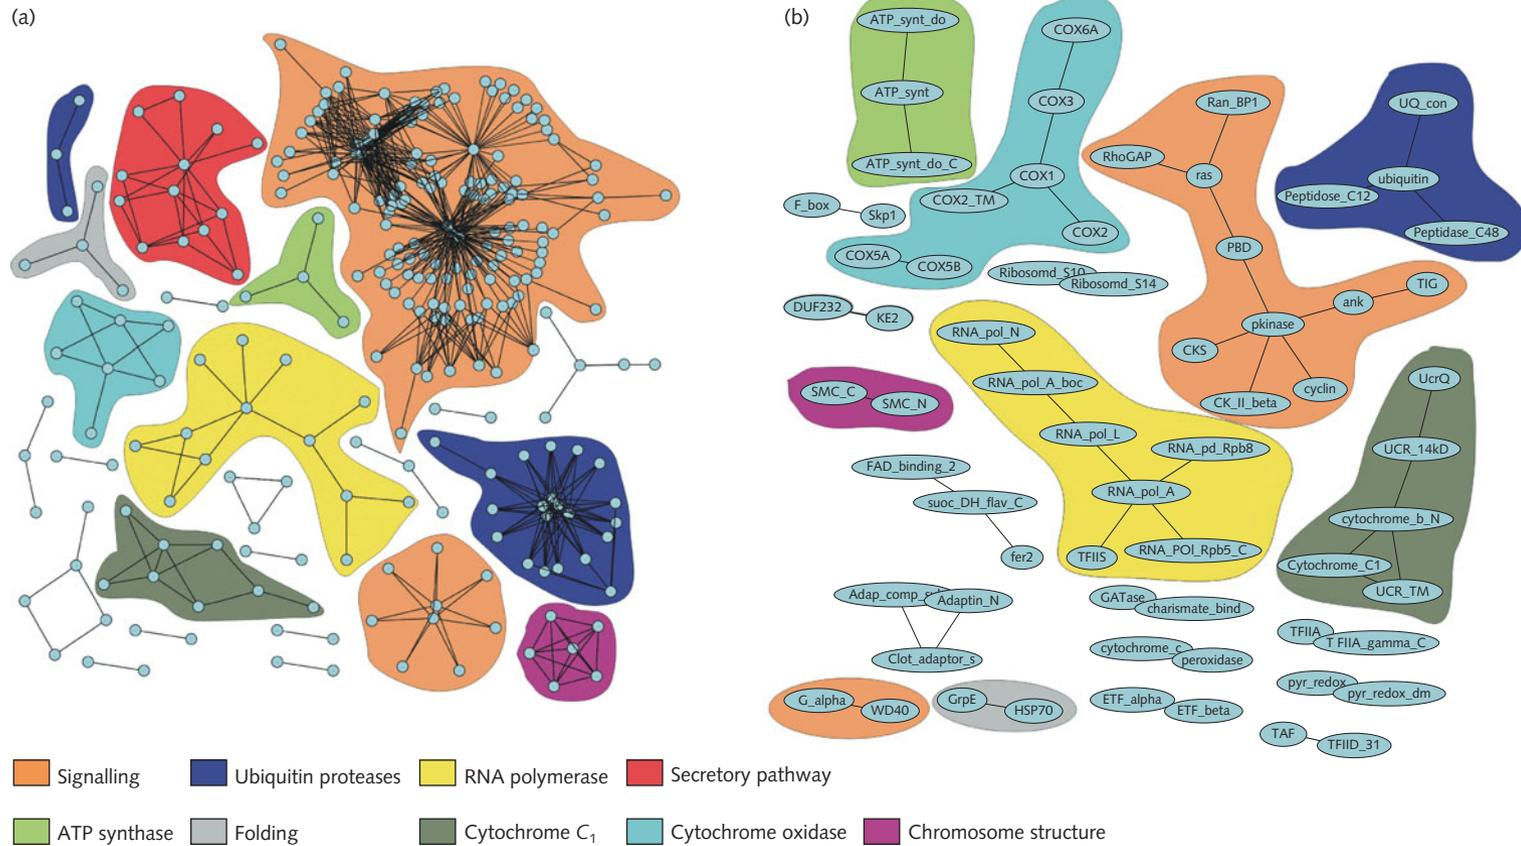 (a)
(b)
ATP_synt_do
ATP_synt
ATP_synt_do_C
COX6A
COX3
COX1
COX2_TM
COX2
COX5A
COX5B
Ran_BP1
RhoGAP
ras
PBD
pkinase
ank
TIG
CKS
CK_II_beta
cyclin
UQ_con
ubiquitin
Peptidose_C12
Peptidase_C48
F_box
Skp1
Ribosomd_S10
Ribosomd_S14
DUF232
KE2
SMC_C
SMC_N
RNA_pol_N
RNA_pol_A_boc
RNA_pol_L
RNA_pd_Rpb8
RNA_pol_A
TFIIS
RNA_POl_Rpb5_C
UcrQ
UCR_14kD
cytochrome_b_N
Cytochrome_C1
UCR_TM
FAD_binding_2
suoc_DH_flav_C
fer2
Adap_comp_
Adaptin_N
Clot_adaptor_s
GATase
charismate_bind
cytochrome_c
peroxidase
ETF_alpha
ETF_beta
TFIIA
T FIIA_gamma_C
pyr_redox
pyr_redox_dm
TAF
TFIID_31
G_alpha
WD40
GrpE
HSP70
Signalling
Ubiquitin proteases
RNA polymerase
Secretory pathway
ATP synthase
Folding
Cytochrome C1
Cytochrome oxidase
Chromosome structure